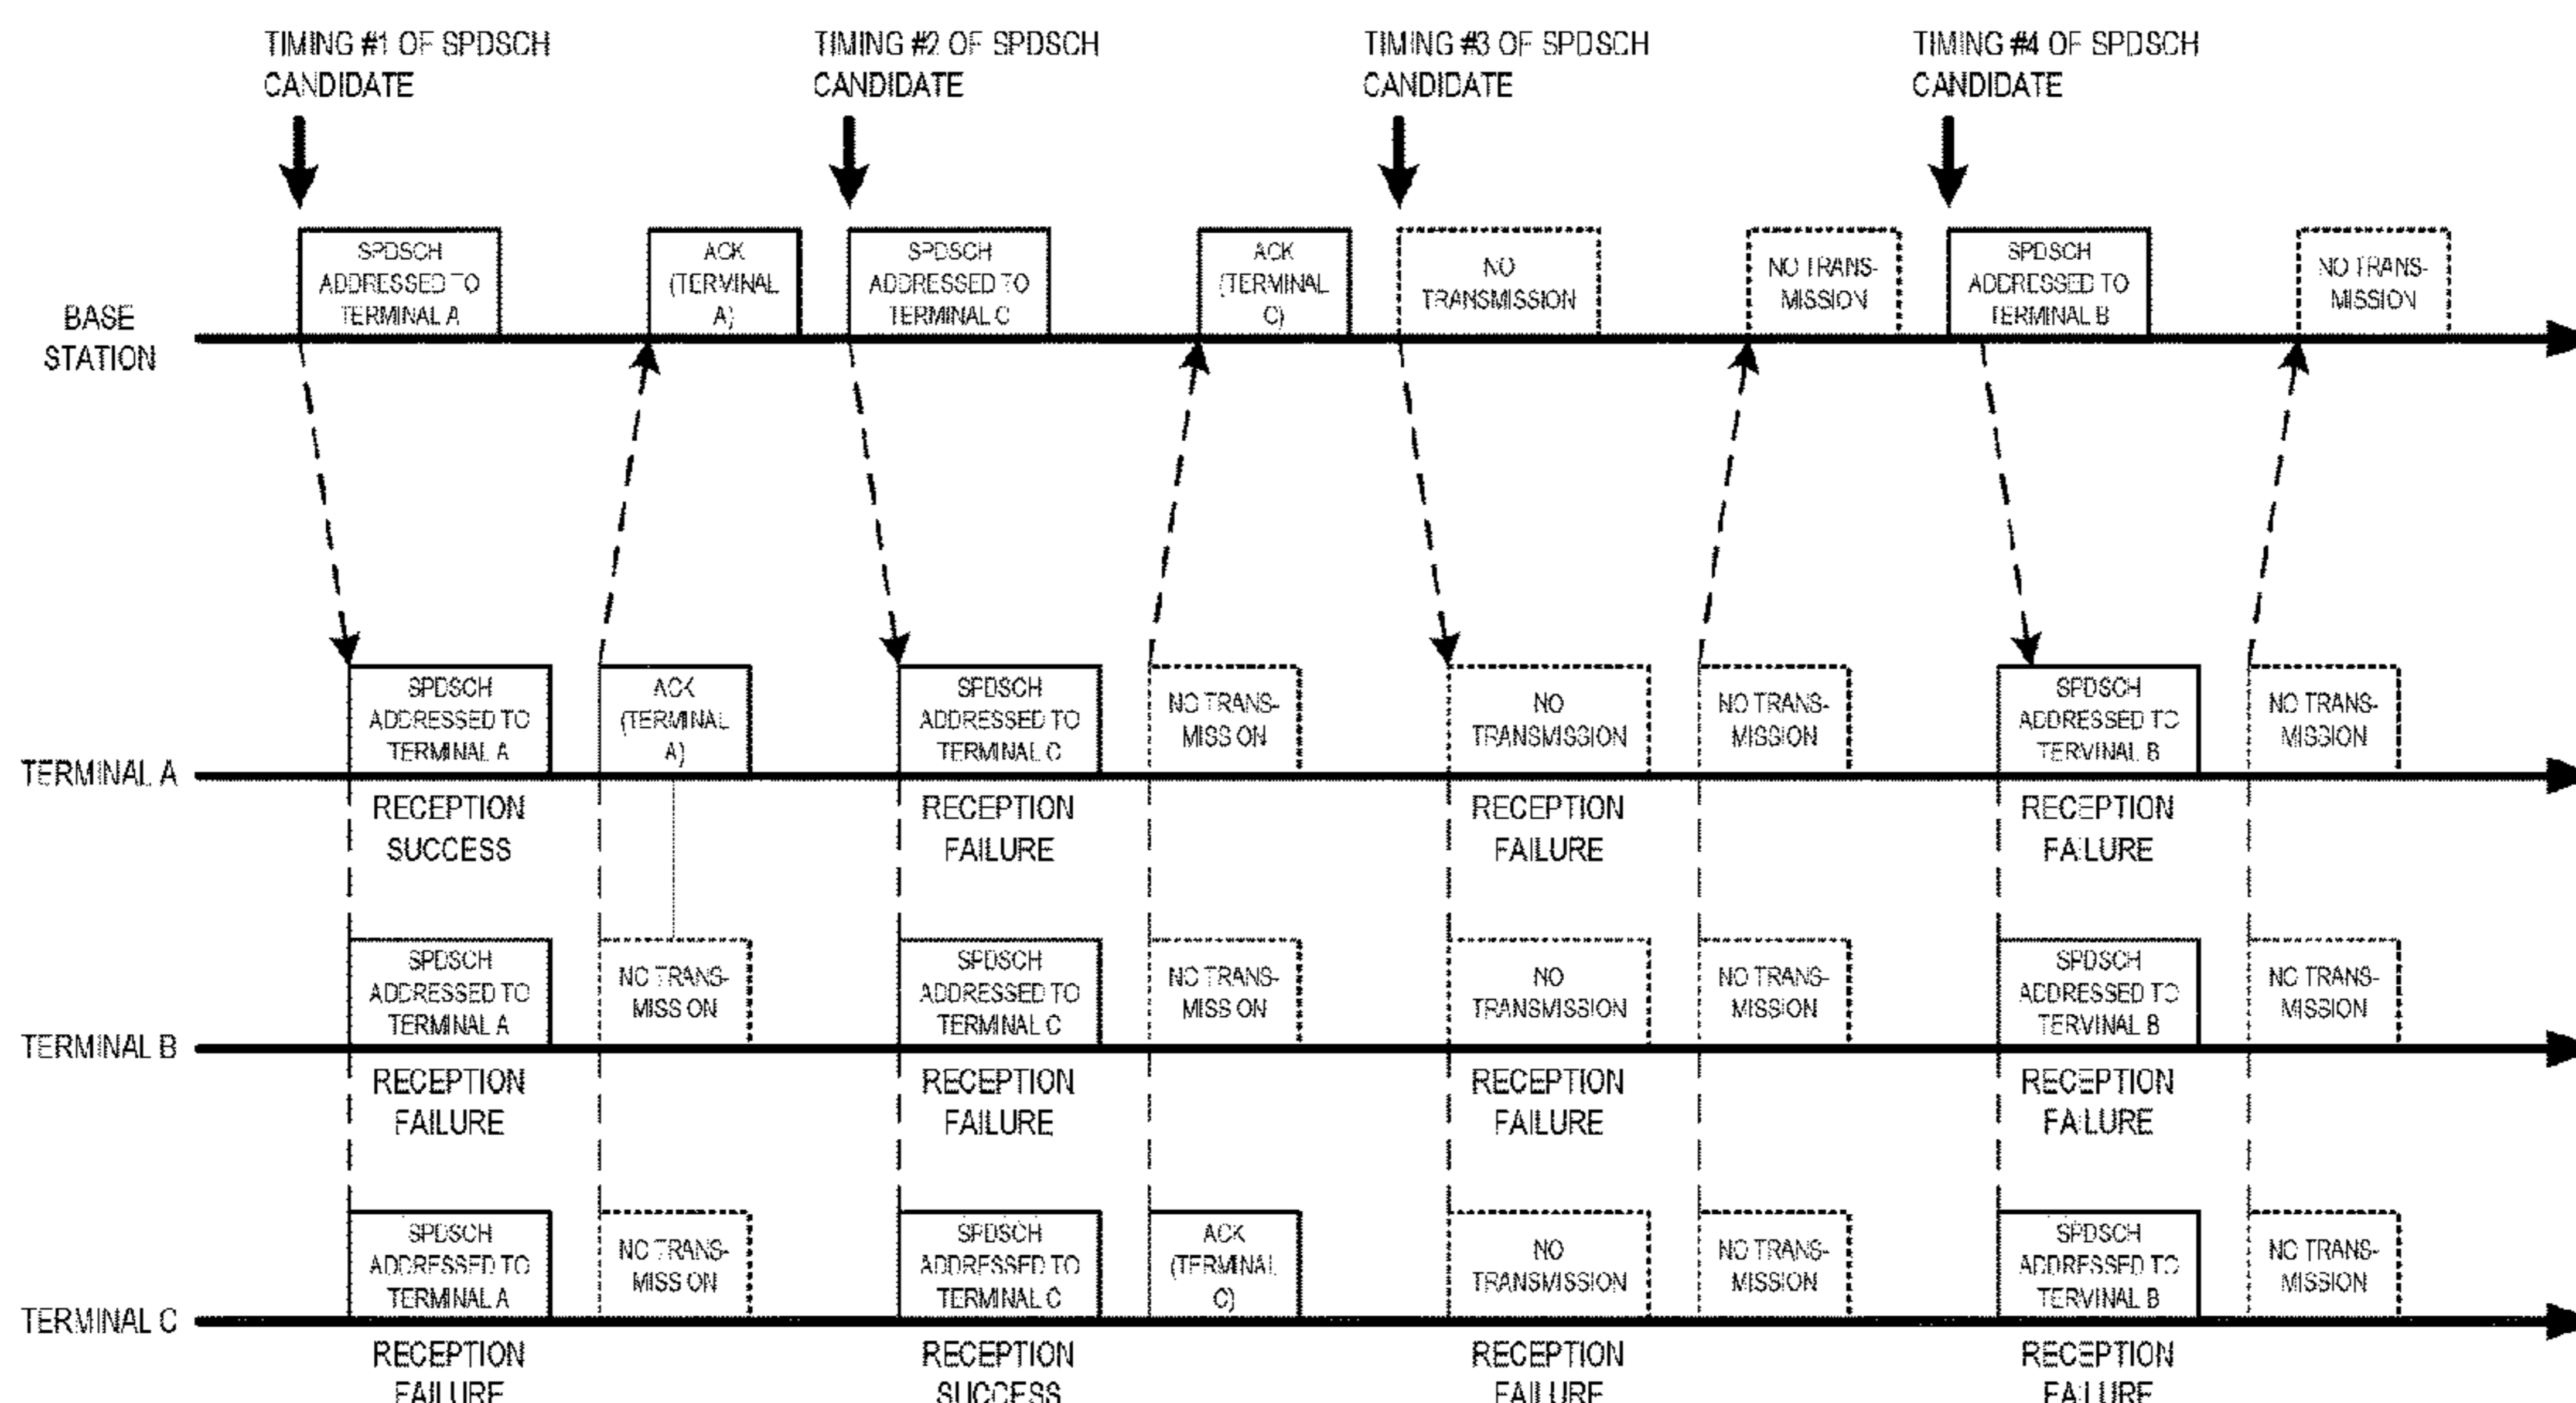 TIMING #1 OF SPDSCH
CANDIDATE
TIMING #2 OF SPDSCH
CANDIDATE
TIMING #3 OF SPDSCH
CANDIDATE
TIMING #4 OF SPDSCH
CANDIDATE
BASE
STATION
SPDSCH
ADDRESSED TO
TERMINAL A
ACK
(TERMINAL
A)
SPDSCH
ADDRESSED TO
TERMINAL C
ACK
(TERMINAL
C)
NO
TRANSMISSION
NO TRANS-
MISSION
SPDSCH
ADDRESSED TO
TERMINAL B
NO TRANS-
MISSION
TERMINAL A
SPDSCH
ADDRESSED TO
TERMINAL A
ACK
(TERMINAL
A)
SPDSCH
ADDRESSED TO
TERMINAL C
NO TRANS-
MISSION
NO
TRANSMISSION
NO TRANS-
MISSION
SPDSCH
ADDRESSED TO
TERMINAL B
NO TRANS-
MISSION
RECEPTION
SUCCESS
RECEPTION
FAILURE
RECEPTION
FAILURE
RECEPTION
FAILURE
TERMINAL B
SPDSCH
ADDRESSED TO
TERMINAL A
NO TRANS-
MISSION
SPDSCH
ADDRESSED TO
TERMINAL C
NO TRANS-
MISSION
NO
TRANSMISSION
NO TRANS-
MISSION
SPDSCH
ADDRESSED TO
TERMINAL B
NO TRANS-
MISSION
RECEPTION
FAILURE
RECEPTION
FAILURE
RECEPTION
FAILURE
RECEPTION
FAILURE
TERMINAL C
SPDSCH
ADDRESSED TO
TERMINAL A
NO TRANS-
MISSION
SPDSCH
ADDRESSED TO
TERMINAL C
ACK
(TERMINAL
C)
NO
TRANSMISSION
NO TRANS-
MISSION
SPDSCH
ADDRESSED TO
TERMINAL B
NO TRANS-
MISSION
RECEPTION
FAILURE
RECEPTION
SUCCESS
RECEPTION
FAILURE
RECEPTION
FAILURE